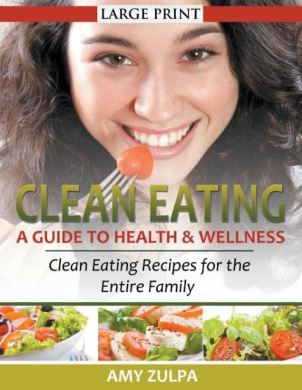 LARGE PRINT
CLEAN EATING
A GUIDE TO HEALTH & WELLNESS
Clean Eating Recipes for the
Entire Family
AMY ZULPA